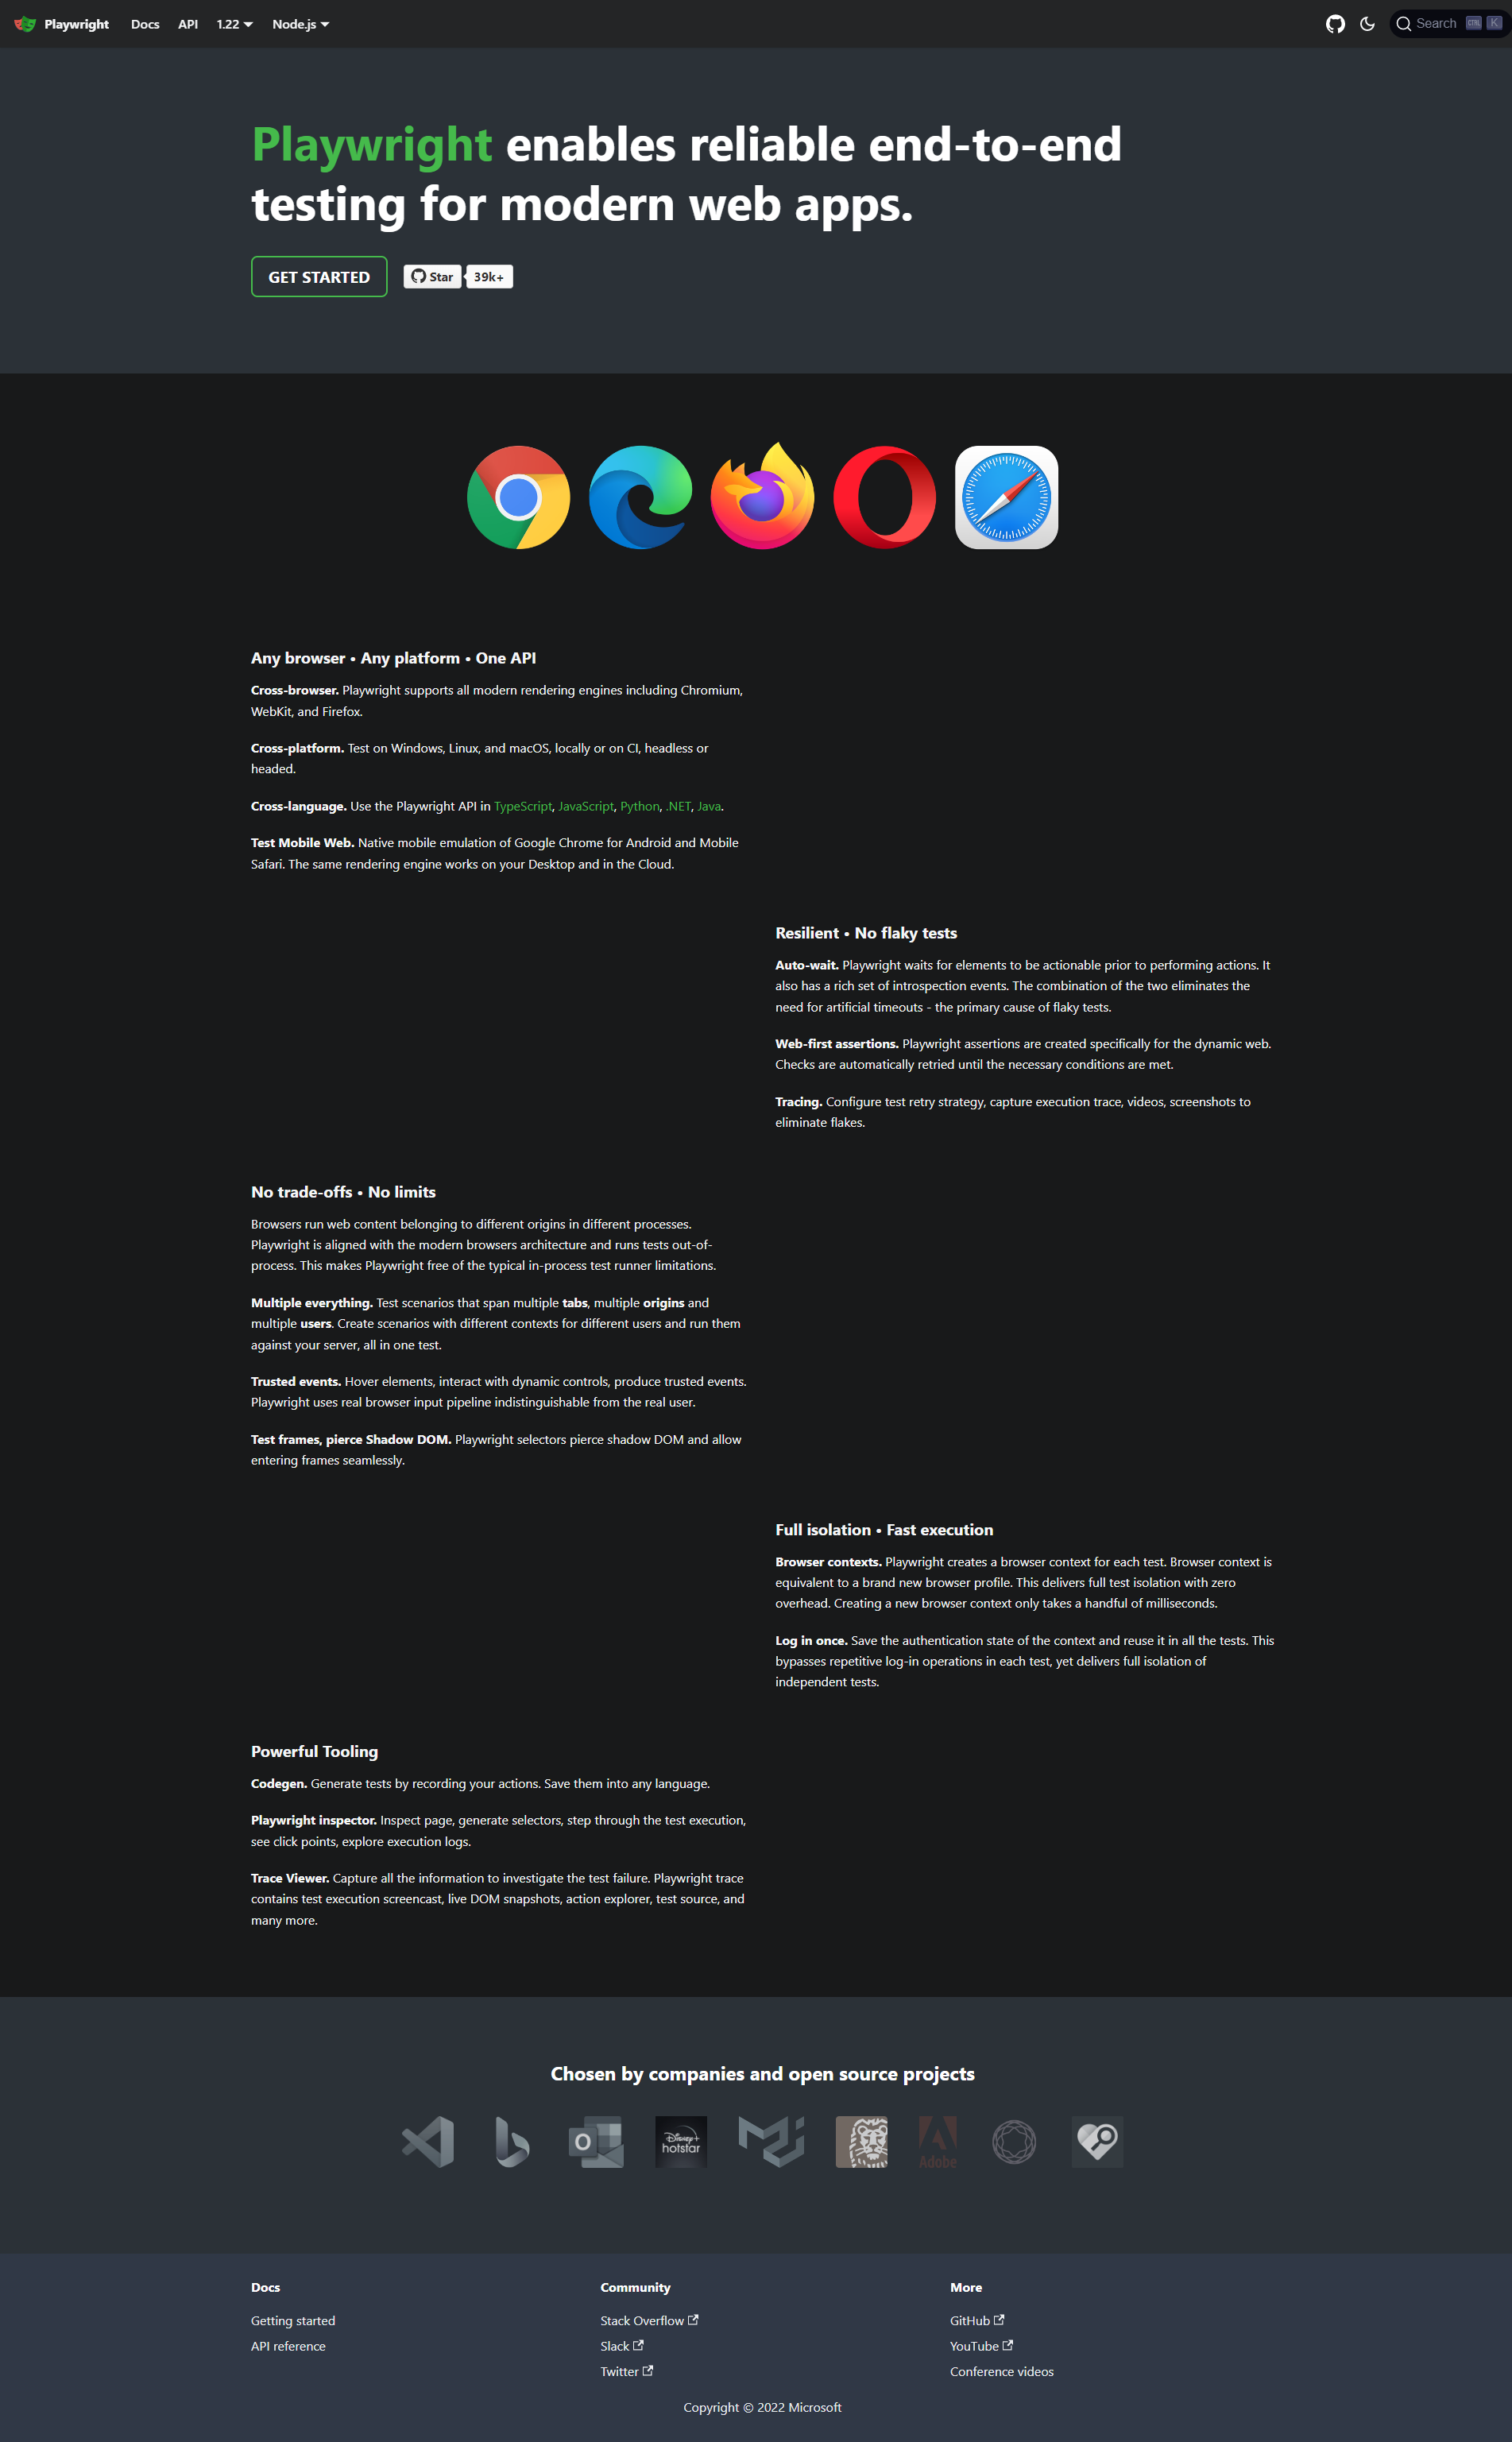 Playwright Docs API 1.22 Node.js Search CTRL K
Playwright enables reliable end-to-end
testing for modern web apps.
GET STARTED Star 39k+
Any browser • Any platform • One API
Cross-browser. Playwright supports all modern rendering engines including Chromium,
WebKit, and Firefox.
Cross-platform. Test on Windows, Linux, and macOS, locally or on CI, headless or
headed.
Cross-language. Use the Playwright API in TypeScript, JavaScript, Python, .NET, Java.
Test Mobile Web. Native mobile emulation of Google Chrome for Android and Mobile
Safari. The same rendering engine works on your Desktop and in the Cloud.
Resilient • No flaky tests
Auto-wait. Playwright waits for elements to be actionable prior to performing actions. It
also has a rich set of introspection events. The combination of the two eliminates the
need for artificial timeouts - the primary cause of flaky tests.
Web-first assertions. Playwright assertions are created specifically for the dynamic web.
Checks are automatically retried until the necessary conditions are met.
Tracing. Configure test retry strategy, capture execution trace, videos, screenshots to
eliminate flakes.
No trade-offs • No limits
Browsers run web content belonging to different origins in different processes.
Playwright is aligned with the modern browsers architecture and runs tests out-of-
process. This makes Playwright free of the typical in-process test runner limitations.
Multiple everything. Test scenarios that span multiple tabs, multiple origins and
multiple users. Create scenarios with different contexts for different users and run them
against your server, all in one test.
Trusted events. Hover elements, interact with dynamic controls, produce trusted events.
Playwright uses real browser input pipeline indistinguishable from the real user.
Test frames, pierce Shadow DOM. Playwright selectors pierce shadow DOM and allow
entering frames seamlessly.
Full isolation • Fast execution
Browser contexts. Playwright creates a browser context for each test. Browser context is
equivalent to a brand new browser profile. This delivers full test isolation with zero
overhead. Creating a new browser context only takes a handful of milliseconds.
Log in once. Save the authentication state of the context and reuse it in all the tests. This
bypasses repetitive log-in operations in each test, yet delivers full isolation of
independent tests.
Powerful Tooling
Codegen. Generate tests by recording your actions. Save them into any language.
Playwright inspector. Inspect page, generate selectors, step through the test execution,
see click points, explore execution logs.
Trace Viewer. Capture all the information to investigate the test failure. Playwright trace
contains test execution screencast, live DOM snapshots, action explorer, test source, and
many more.
Chosen by companies and open source projects
Disney+
hotstar
Adobe
Docs
Getting started
API reference
Community
Stack Overflow
Slack
Twitter
More
GitHub
YouTube
Conference videos
Copyright © 2022 Microsoft